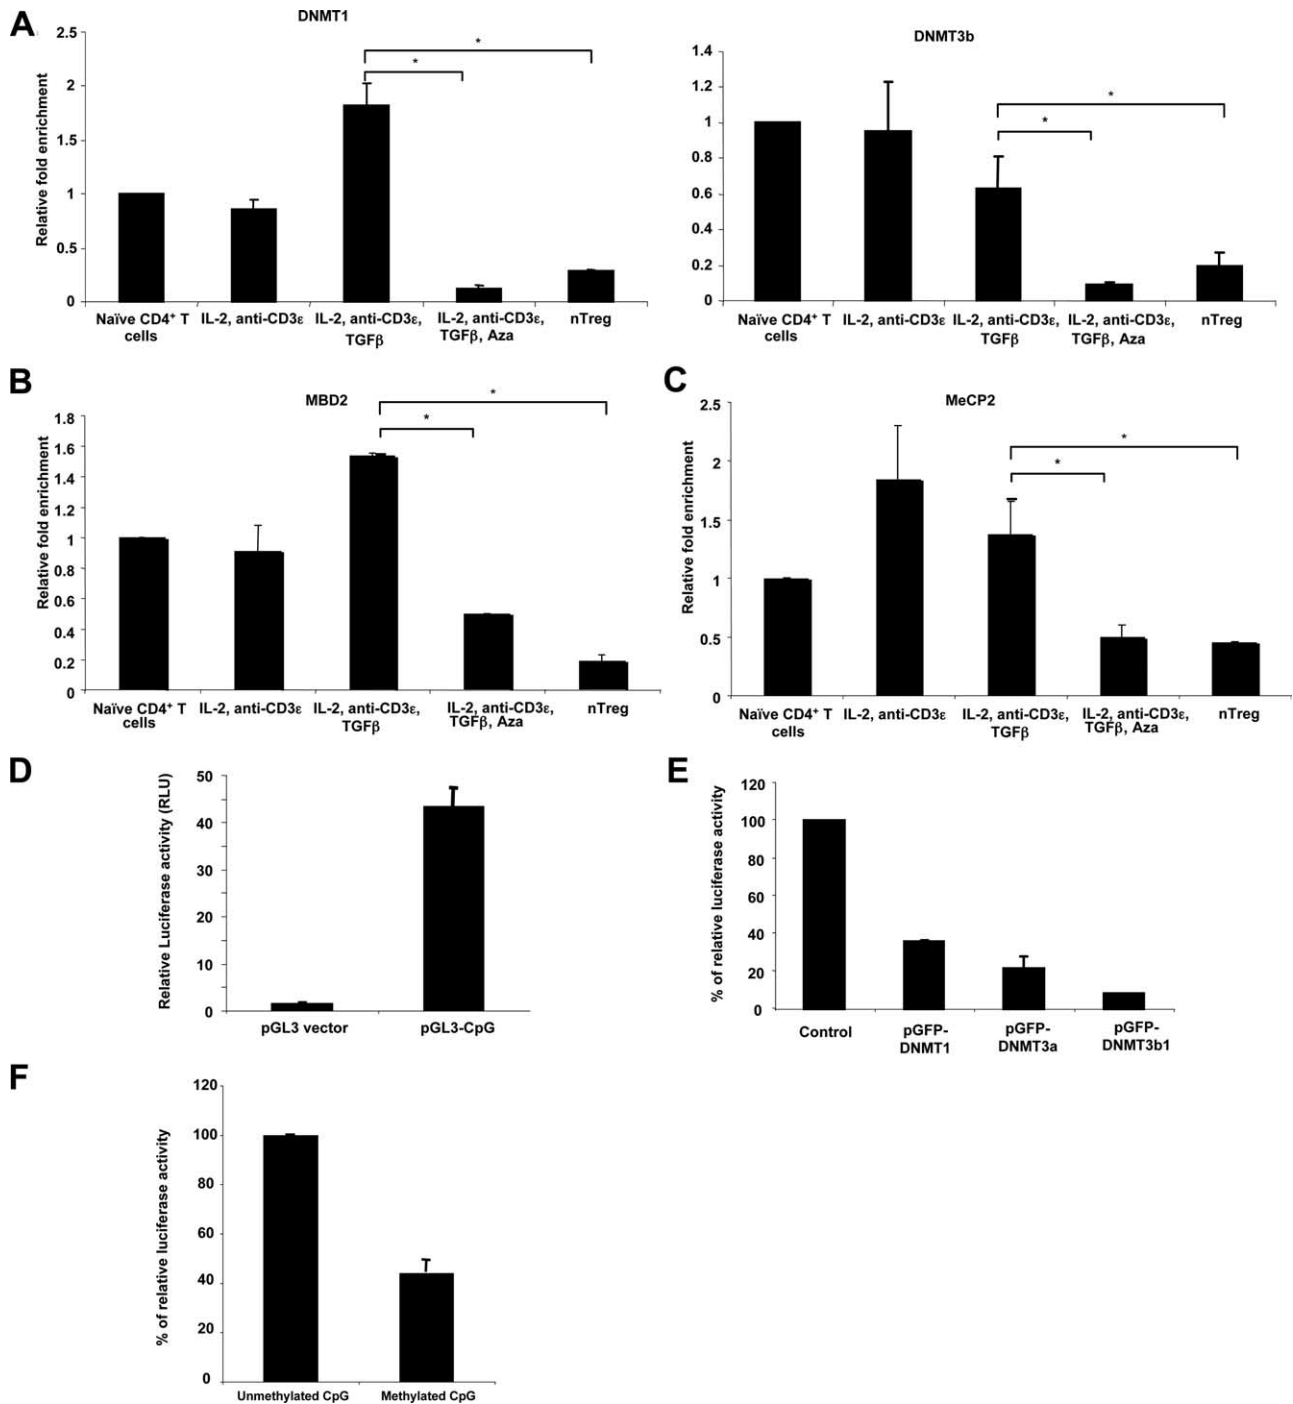 A
DNMT1
Relative fold enrichment
2.5
2
1.5
1
0.5
0
*
*
Naïve CD4⁺ T
cells
IL-2, anti-CD3ε
IL-2, anti-CD3ε,
TGFβ
IL-2, anti-CD3ε,
TGFβ, Aza
nTreg
DNMT3b
1.4
1.2
1
0.8
0.6
0.4
0.2
0
*
*
Naïve CD4⁺ T
cells
IL-2, anti-CD3ε
IL-2, anti-CD3ε,
TGFβ
IL-2, anti-CD3ε,
TGFβ, Aza
nTreg
B
MBD2
Relative fold enrichment
1.8
1.6
1.4
1.2
1
0.8
0.6
0.4
0.2
0
*
*
Naïve CD4⁺ T
cells
IL-2, anti-CD3ε
IL-2, anti-CD3ε,
TGFβ
IL-2, anti-CD3ε,
TGFβ, Aza
nTreg
C
MeCP2
Relative fold enrichment
2.5
2
1.5
1
0.5
0
*
*
Naïve CD4⁺ T
cells
IL-2, anti-CD3ε
IL-2, anti-CD3ε,
TGFβ
IL-2, anti-CD3ε,
TGFβ, Aza
nTreg
D
Relative Luciferase activity (RLU)
50
40
30
20
10
0
pGL3 vector
pGL3-CpG
E
% of relative luciferase activity
120
100
80
60
40
20
0
Control
pGFP-
DNMT1
pGFP-
DNMT3a
pGFP-
DNMT3b1
F
% of relative luciferase activity
120
100
80
60
40
20
0
Unmethylated CpG
Methylated CpG